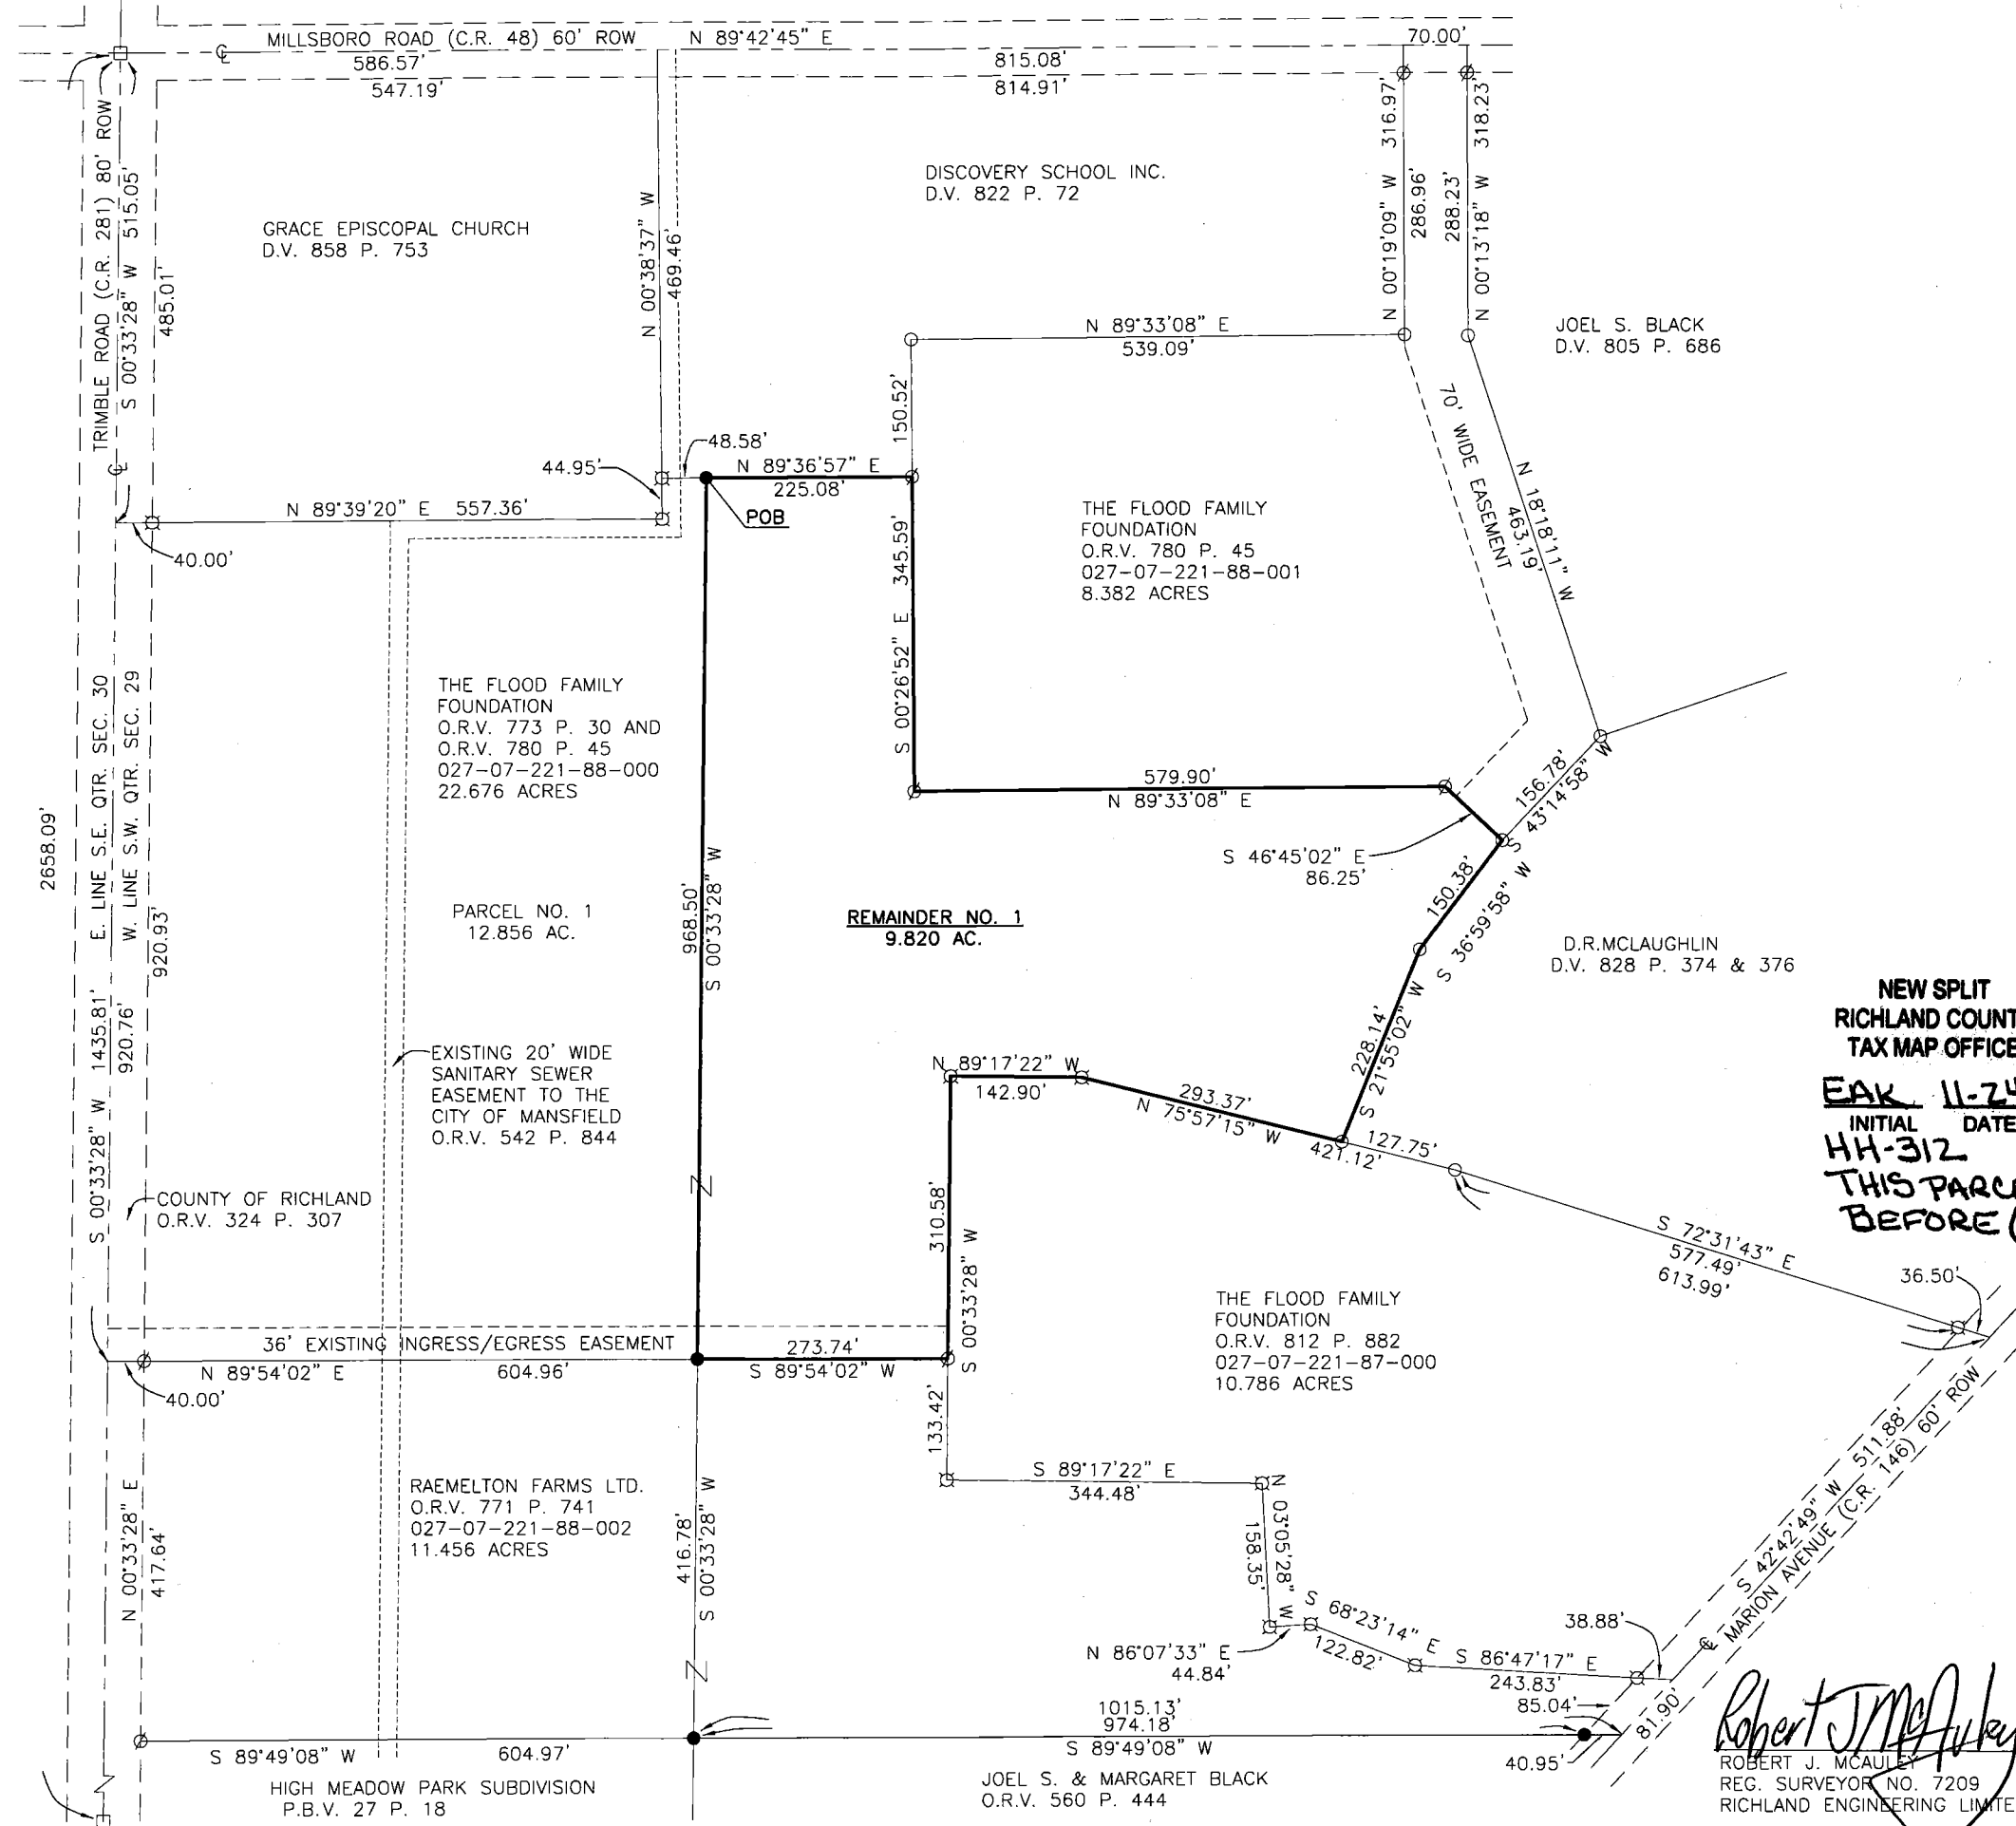 MILLSBORO ROAD (C.R. 48) 60' ROW
N 89°42'45" E
586.57'
547.19'
815.08'
814.91'
70.00'
TRIMBLE ROAD (C.R. 281) 80' ROW
S 00°33'28" W 515.05'
485.01'
GRACE EPISCOPAL CHURCH
D.V. 858 P. 753
N 00°38'37" W
469.46'
DISCOVERY SCHOOL INC.
D.V. 822 P. 72
N 00°19'09" W 316.97'
286.96'
288.23'
N 00°13'18" W 318.23'
JOEL S. BLACK
D.V. 805 P. 686
N 89°33'08" E
539.09'
150.52'
70' WIDE EASEMENT
N 18°18'11" W
463.19'
48.58'
44.95'
N 89°36'57" E
225.08'
POB
N 89°39'20" E 557.36'
40.00'
S 00°26'52" E 345.59'
THE FLOOD FAMILY
FOUNDATION
O.R.V. 780 P. 45
027-07-221-88-001
8.382 ACRES
THE FLOOD FAMILY
FOUNDATION
O.R.V. 773 P. 30 AND
O.R.V. 780 P. 45
027-07-221-88-000
22.676 ACRES
2658.09'
E. LINE S.E. QTR. SEC. 30
W. LINE S.W. QTR. SEC. 29
S 00°33'28" W 1435.81'
920.76'
920.93'
579.90'
N 89°33'08" E
156.78'
S 43°14'58" W
S 46°45'02" E
86.25'
150.38'
S 36°59'58" W
PARCEL NO. 1
12.856 AC.
968.50'
S 00°33'28" W
REMAINDER NO. 1
9.820 AC.
D.R.MCLAUGHLIN
D.V. 828 P. 374 & 376
NEW SPLIT
RICHLAND COUNT
TAX MAP OFFICE
EAK 11-24
INITIAL DATE
HH-312
THIS PARC
BEFORE (
228.14'
S 21°55'02" W
EXISTING 20' WIDE
SANITARY SEWER
EASEMENT TO THE
CITY OF MANSFIELD
O.R.V. 542 P. 844
N 89°17'22" W
142.90'
293.37'
N 75°57'15" W
421.12'
127.75'
COUNTY OF RICHLAND
O.R.V. 324 P. 307
310.58'
S 00°33'28" W
S 72°31'43" E
577.49'
613.99'
36.50'
THE FLOOD FAMILY
FOUNDATION
O.R.V. 812 P. 882
027-07-221-87-000
10.786 ACRES
36' EXISTING INGRESS/EGRESS EASEMENT
N 89°54'02" E
604.96'
40.00'
273.74'
S 89°54'02" W
133.42'
S 89°17'22" E
344.48'
N 00°33'28" E
417.64'
RAEMELTON FARMS LTD.
O.R.V. 771 P. 741
027-07-221-88-002
11.456 ACRES
416.78'
S 00°33'28" W
N 03°05'28" W
158.35'
S 68°23'14" E
122.82'
N 86°07'33" E
44.84'
S 86°47'17" E
243.83'
38.88'
S 42°42'49" W 511.88'
MARION AVENUE (C.R. 146) 60' ROW
85.04'
81.90'
40.95'
1015.13'
974.18'
S 89°49'08" W
S 89°49'08" W
604.97'
HIGH MEADOW PARK SUBDIVISION
P.B.V. 27 P. 18
JOEL S. & MARGARET BLACK
O.R.V. 560 P. 444
Robert J McAuley
ROBERT J. MCAULEY
REG. SURVEYOR NO. 7209
RICHLAND ENGINEERING LIMITE